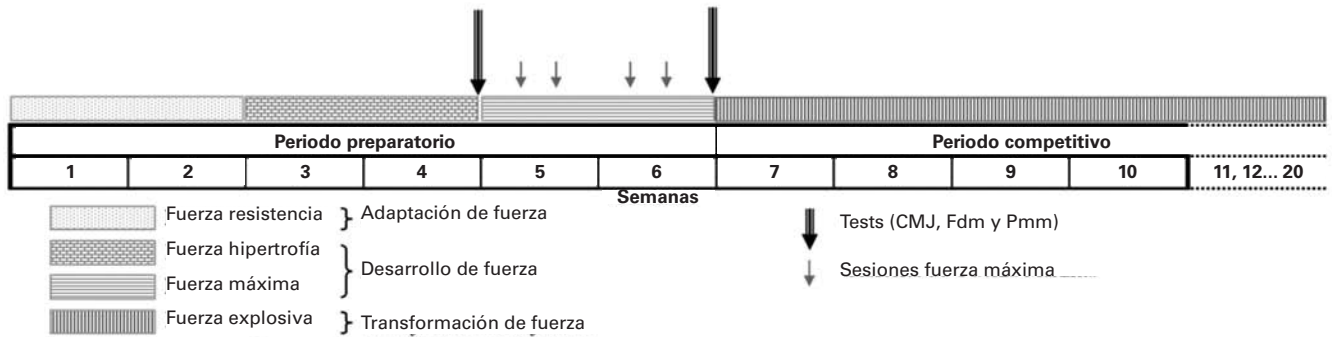 Periodo preparatorio Periodo competitivo
1 2 3 4 5 6 7 8 9 10 11, 12... 20
Semanas
Fuerza resistencia } Adaptación de fuerza
Fuerza hipertrofía
Fuerza máxima
} Desarrollo de fuerza
Fuerza explosiva } Transformación de fuerza
Tests (CMJ, Fdm y Pmm)
Sesiones fuerza máxima